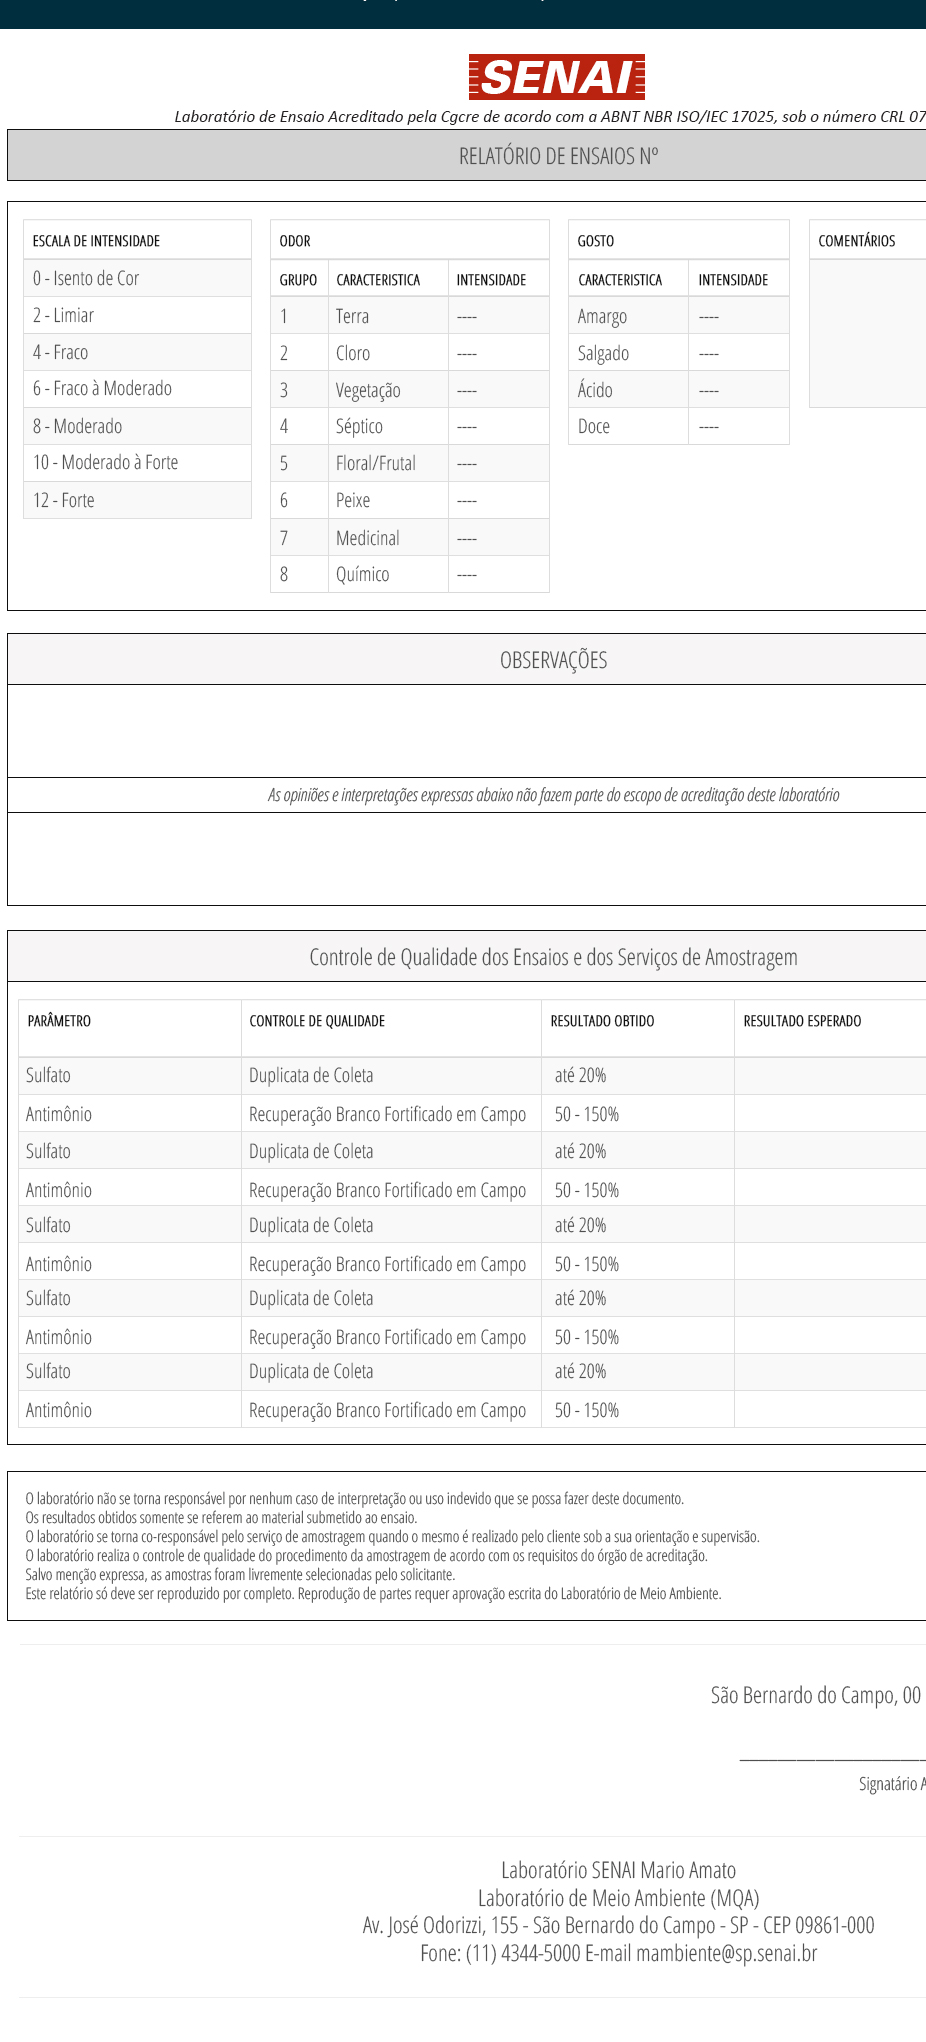 SENAI
Laboratório de Ensaio Acreditado pela Cgcre de acordo com a ABNT NBR ISO/IEC 17025, sob o número CRL 07
RELATÓRIO DE ENSAIOS Nº
ESCALA DE INTENSIDADE
0 - Isento de Cor
2 - Limiar
4 - Fraco
6 - Fraco à Moderado
8 - Moderado
10 - Moderado à Forte
12 - Forte
ODOR
GRUPO CARACTERISTICA INTENSIDADE
1 Terra ----
2 Cloro ----
3 Vegetação ----
4 Séptico ----
5 Floral/Frutal ----
6 Peixe ----
7 Medicinal ----
8 Químico ----
GOSTO
CARACTERISTICA INTENSIDADE
Amargo ----
Salgado ----
Ácido ----
Doce ----
COMENTÁRIOS
OBSERVAÇÕES
As opiniões e interpretações expressas abaixo não fazem parte do escopo de acreditação deste laboratório
Controle de Qualidade dos Ensaios e dos Serviços de Amostragem
PARÂMETRO CONTROLE DE QUALIDADE RESULTADO OBTIDO RESULTADO ESPERADO
Sulfato Duplicata de Coleta até 20%
Antimônio Recuperação Branco Fortificado em Campo 50 - 150%
Sulfato Duplicata de Coleta até 20%
Antimônio Recuperação Branco Fortificado em Campo 50 - 150%
Sulfato Duplicata de Coleta até 20%
Antimônio Recuperação Branco Fortificado em Campo 50 - 150%
Sulfato Duplicata de Coleta até 20%
Antimônio Recuperação Branco Fortificado em Campo 50 - 150%
Sulfato Duplicata de Coleta até 20%
Antimônio Recuperação Branco Fortificado em Campo 50 - 150%
O laboratório não se torna responsável por nenhum caso de interpretação ou uso indevido que se possa fazer deste documento.
Os resultados obtidos somente se referem ao material submetido ao ensaio.
O laboratório se torna co-responsável pelo serviço de amostragem quando o mesmo é realizado pelo cliente sob a sua orientação e supervisão.
O laboratório realiza o controle de qualidade do procedimento da amostragem de acordo com os requisitos do órgão de acreditação.
Salvo menção expressa, as amostras foram livremente selecionadas pelo solicitante.
Este relatório só deve ser reproduzido por completo. Reprodução de partes requer aprovação escrita do Laboratório de Meio Ambiente.
São Bernardo do Campo, 00
Signatário A
Laboratório SENAI Mario Amato
Laboratório de Meio Ambiente (MQA)
Av. José Odorizzi, 155 - São Bernardo do Campo - SP - CEP 09861-000
Fone: (11) 4344-5000 E-mail mambiente@sp.senai.br